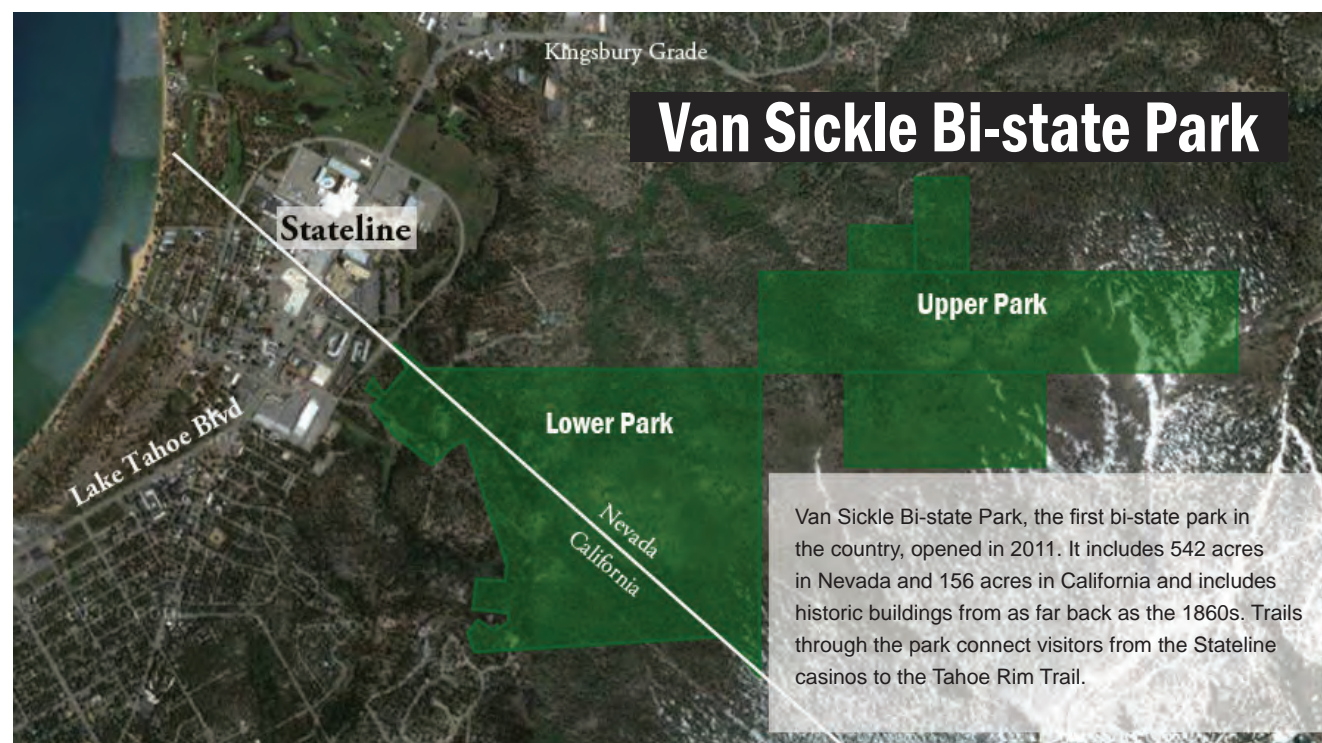 Kingsbury Grade
Van Sickle Bi-state Park
Stateline
Upper Park
Lower Park
Lake Tahoe Blvd
Nevada
California
Van Sickle Bi-state Park, the first bi-state park in
the country, opened in 2011. It includes 542 acres
in Nevada and 156 acres in California and includes
historic buildings from as far back as the 1860s. Trails
through the park connect visitors from the Stateline
casinos to the Tahoe Rim Trail.